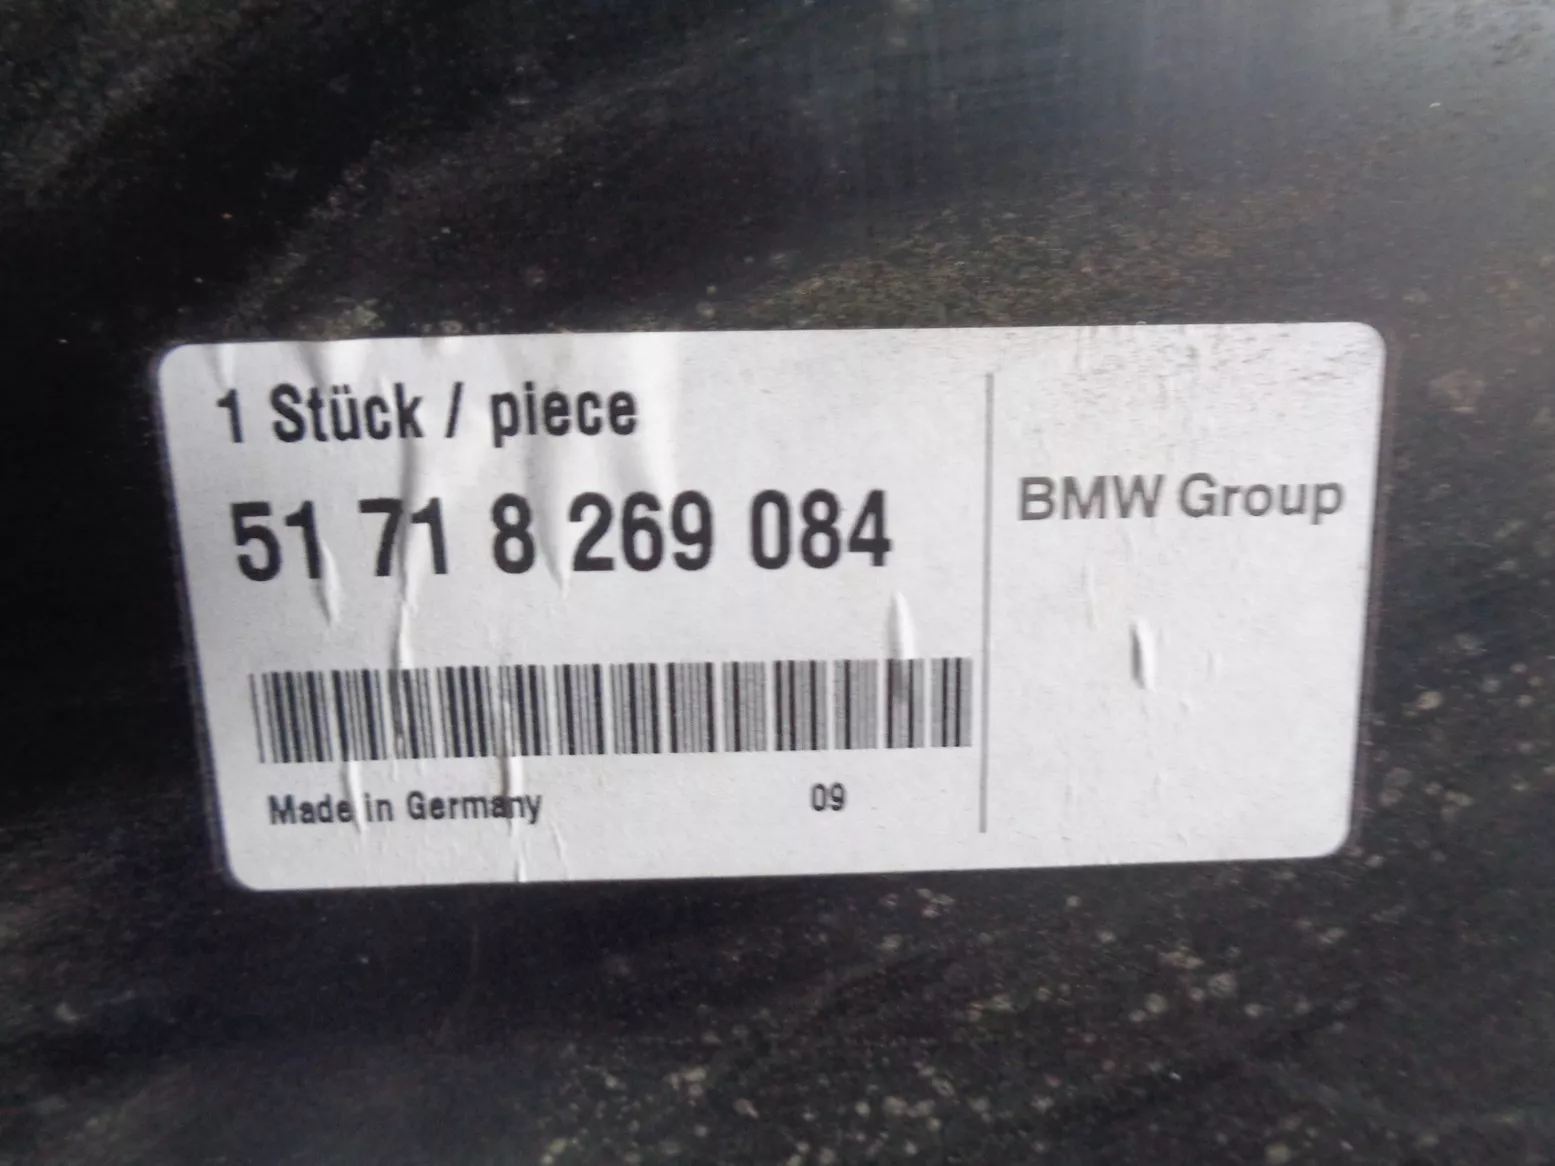 1 Stück / piece
51 71 8 269 084
BMW Group
Made in Germany
09